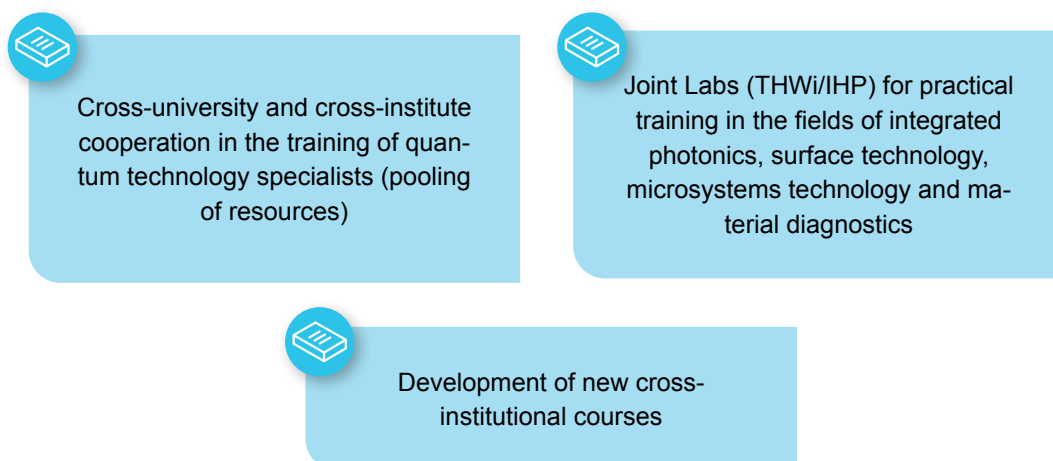 Cross-university and cross-institute
cooperation in the training of quan-
tum technology specialists (pooling
of resources)
Joint Labs (THWi/IHP) for practical
training in the fields of integrated
photonics, surface technology,
microsystems technology and ma-
terial diagnostics
Development of new cross-
institutional courses